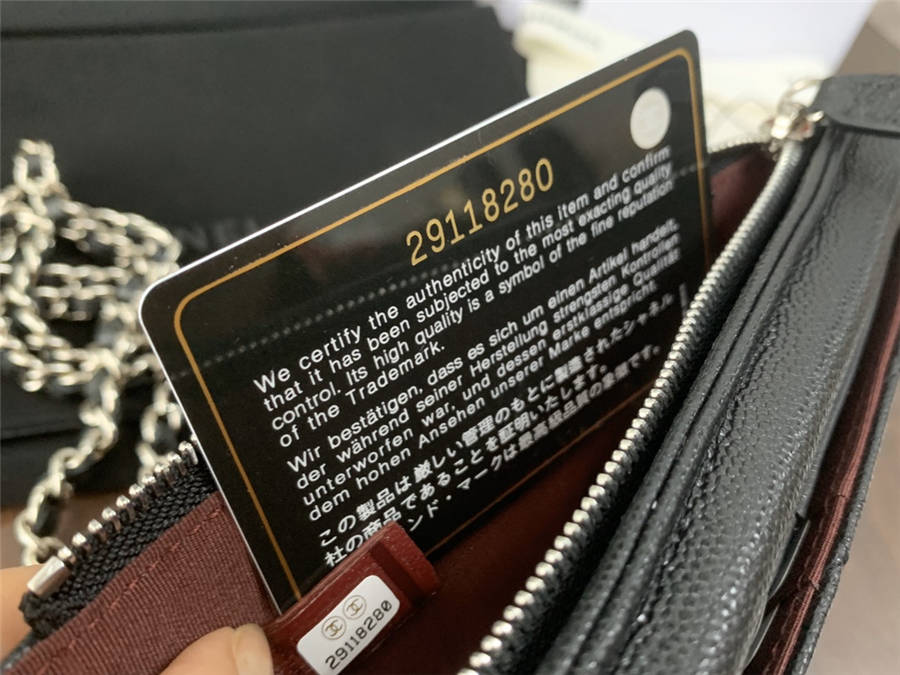 29118280
We certify the authenticity of this item and confirm
that it has been subjected to the most exacting quality
control. Its high quality is a symbol of the fine reputation
of the Trademark.
Wir bestätigen, dass es sich um einen Artikel handelt,
der während seiner Herstellung strengsten Kontrollen
unterworfen war, und dessen erstklassige Qualität
dem hohen Ansehen unserer Marke entspricht.
この製品は厳しい管理のもとに製造されたシャネル
社の商品であることを証明いたします。
ンド・マークは最高級品質の象徴です。
29118280